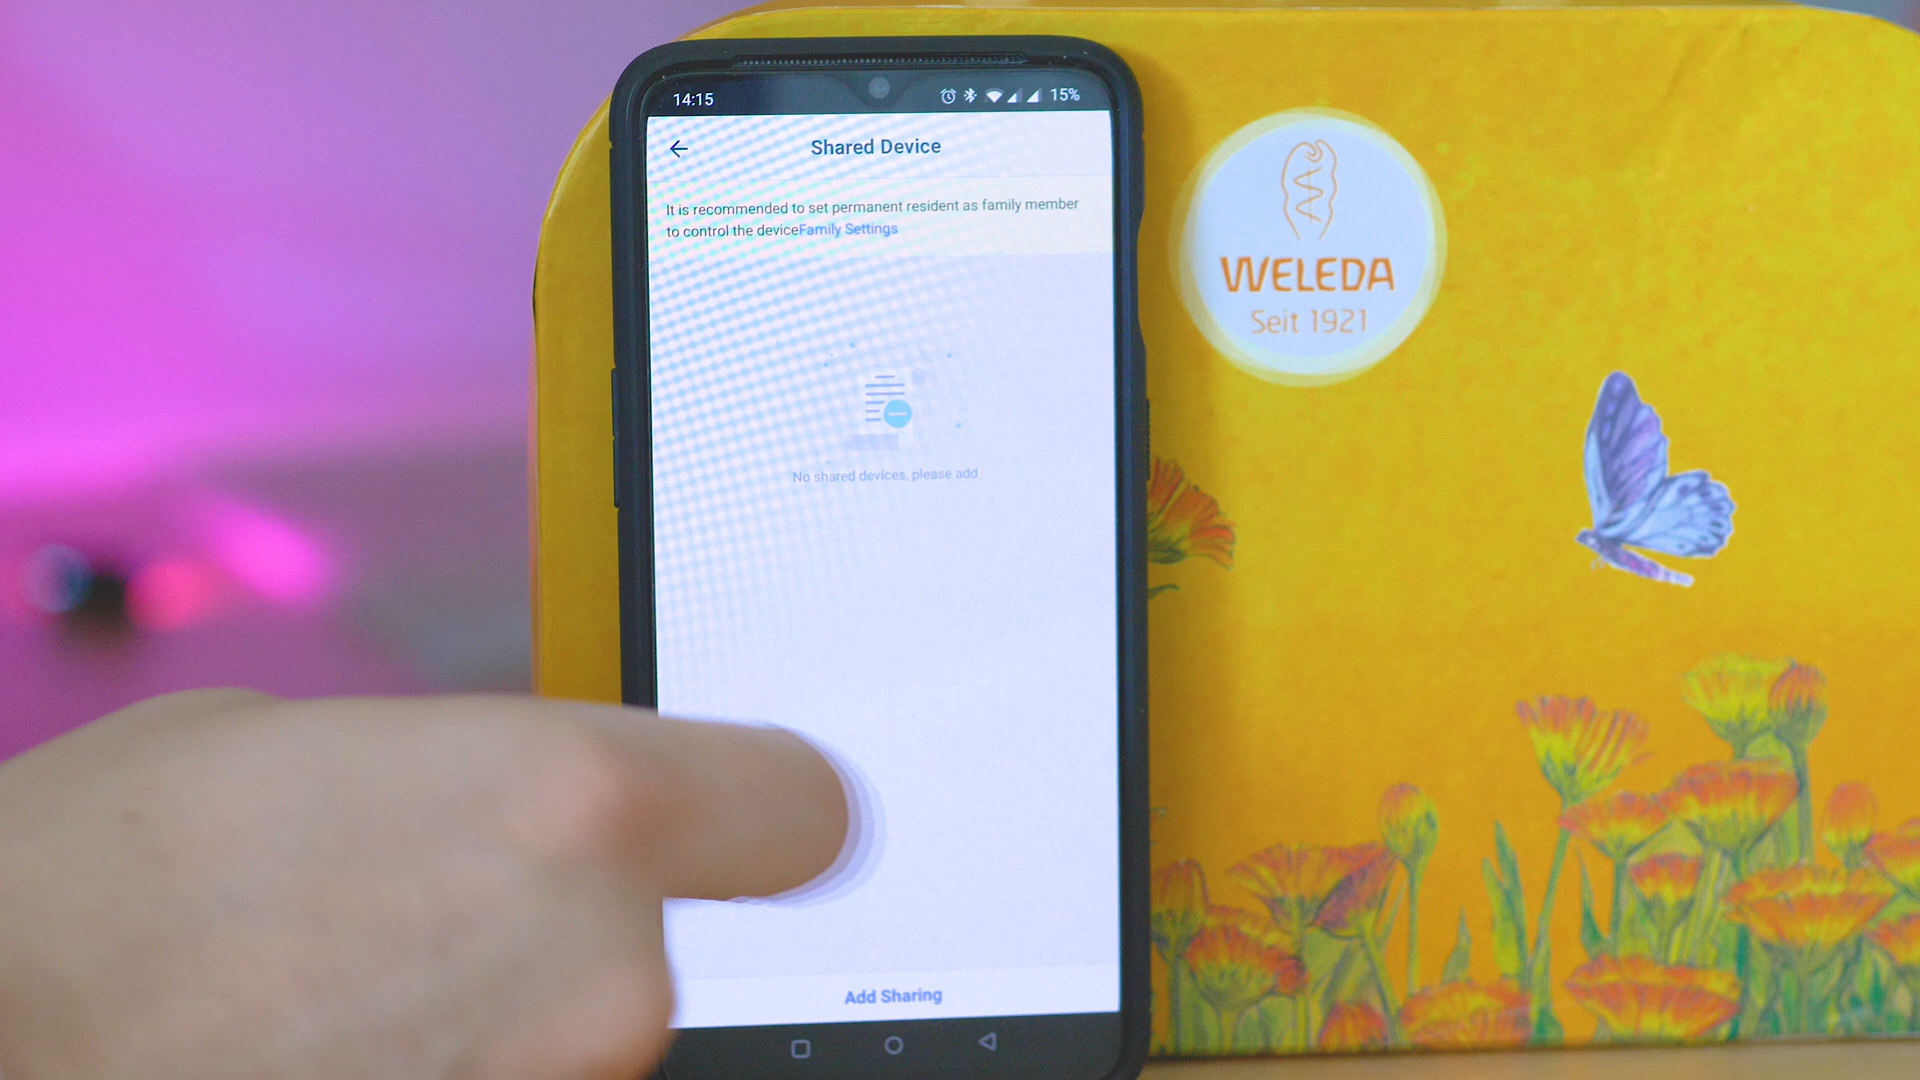 14:15
15%
Shared Device
It is recommended to set permanent resident as family member
to control the deviceFamily Settings
No shared devices, please add
Add Sharing
WELEDA
Seit 1921